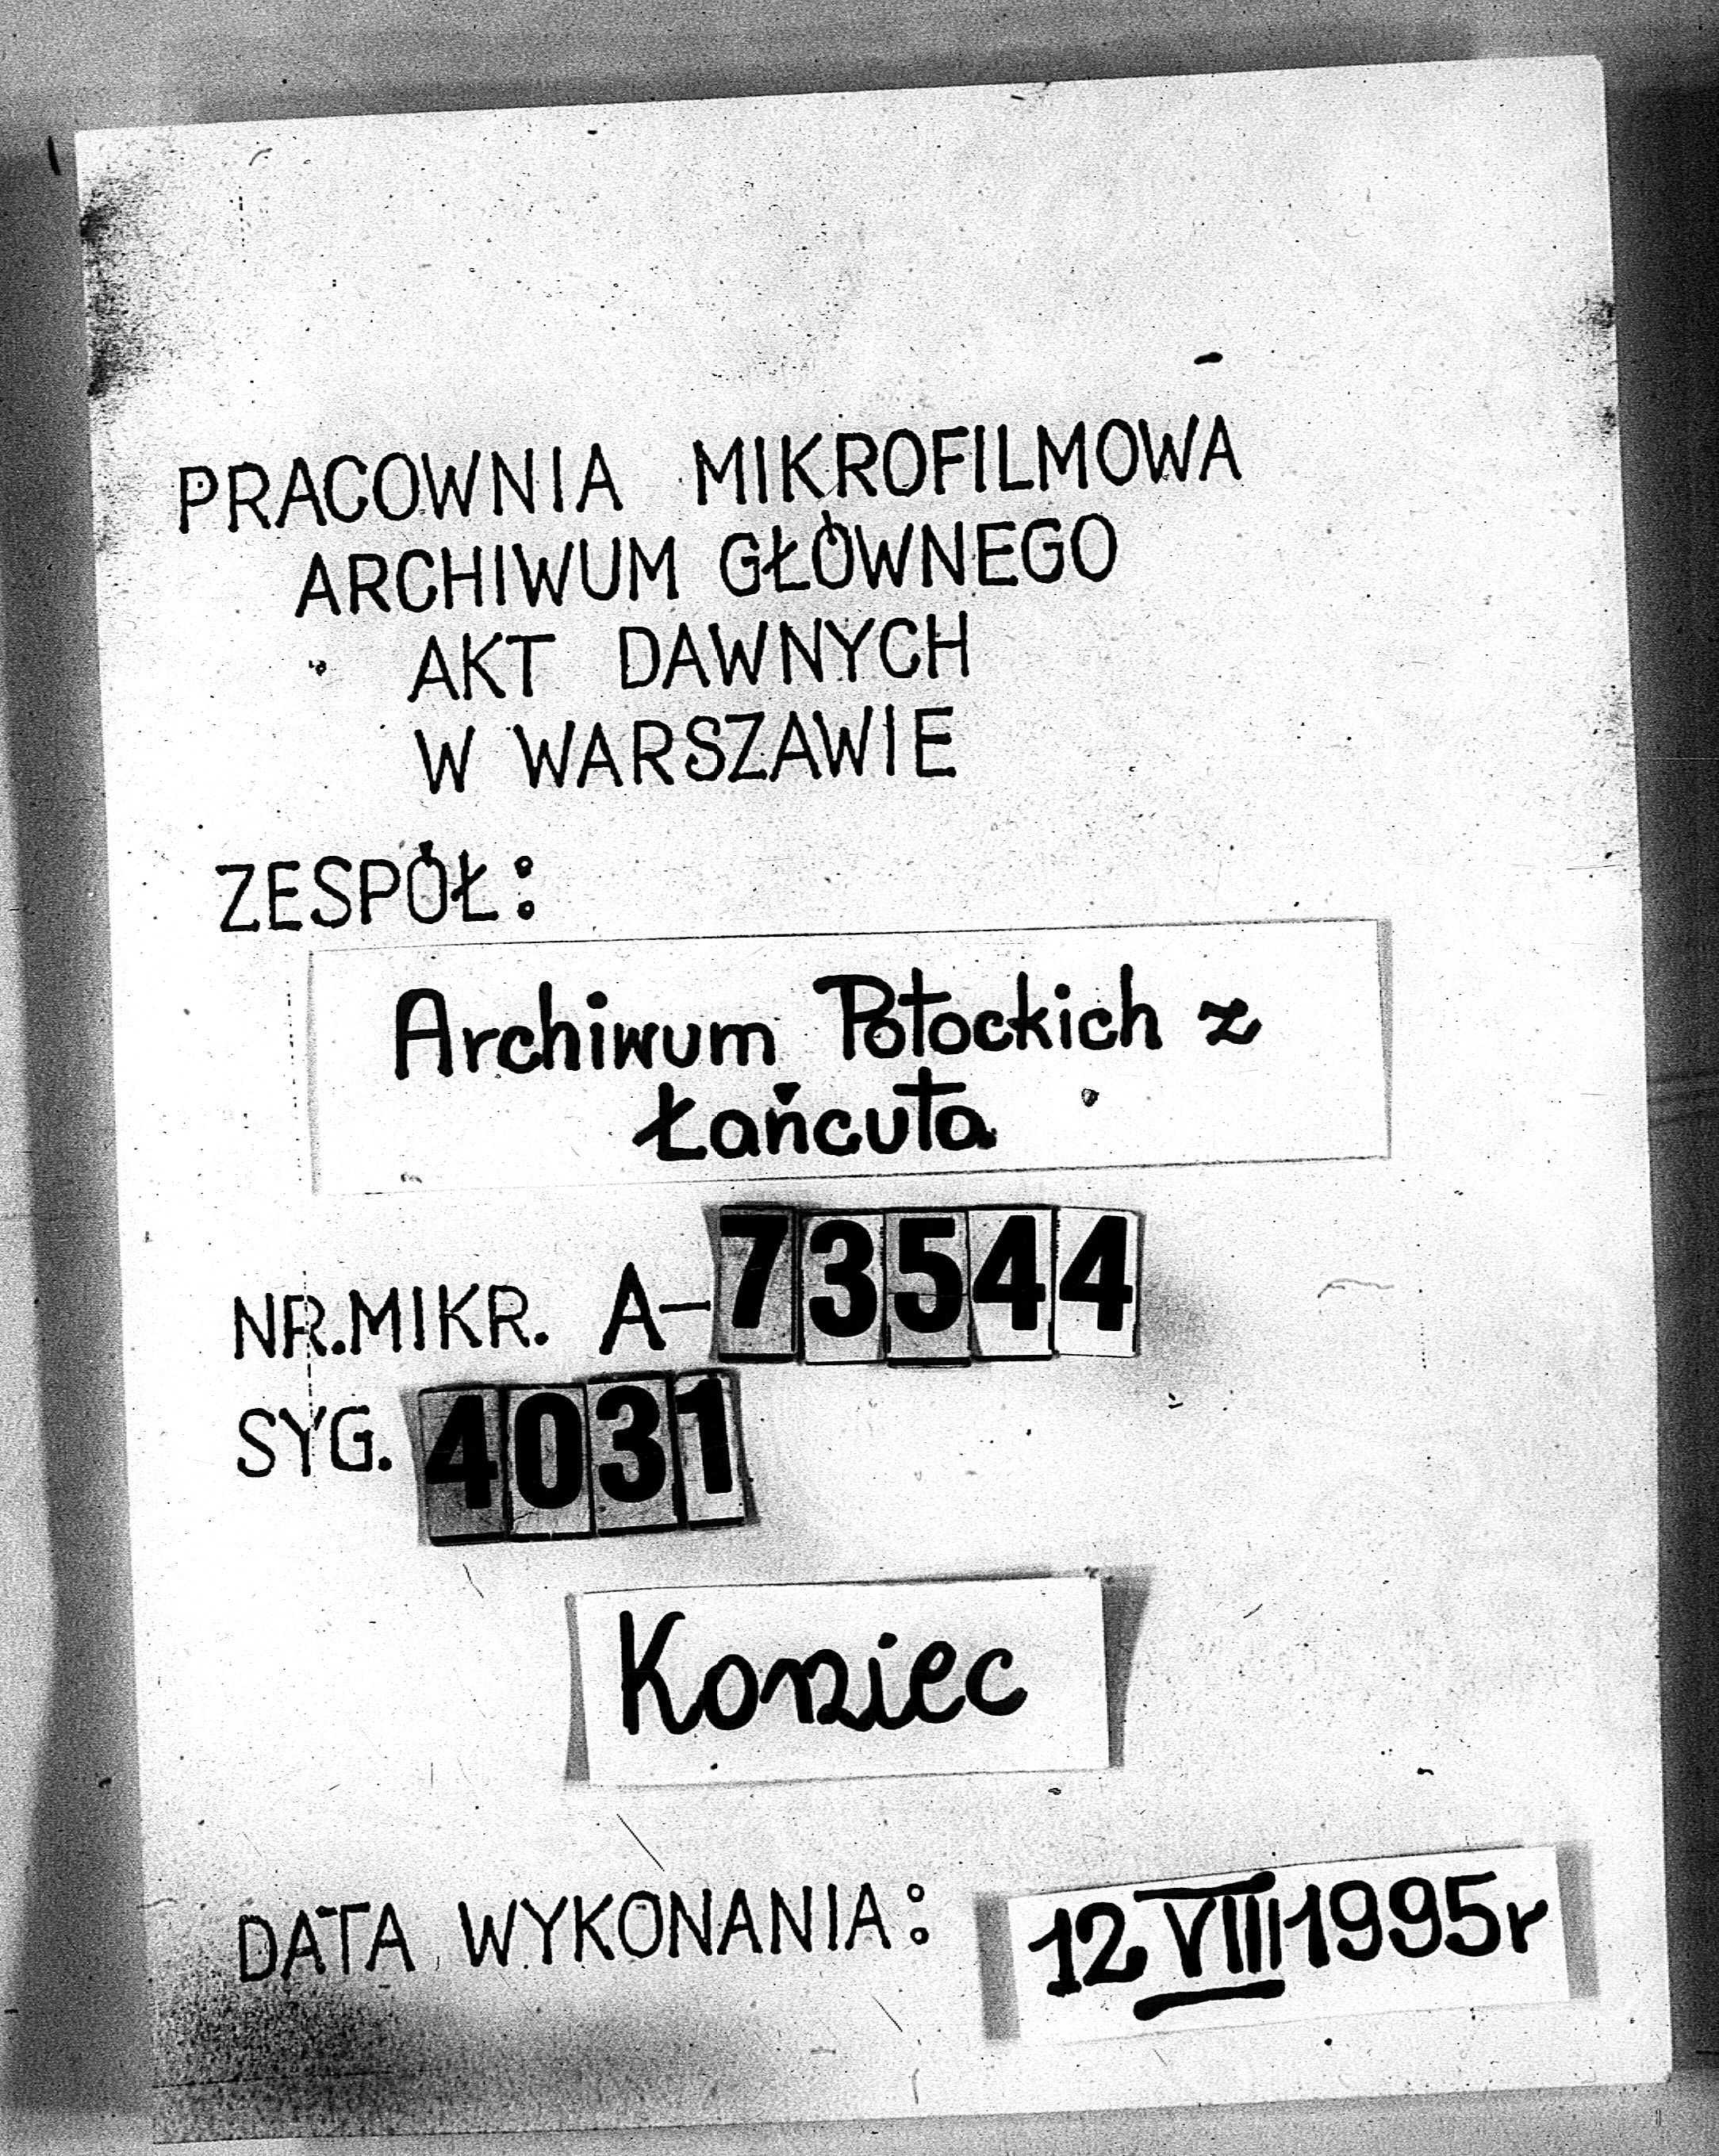 PRACOWNIA MIKROFILMOWA
ARCHIWUM GŁÓWNEGO
AKT DAWNYCH
W WARSZAWIE
ZESPÓŁ:
Archiwum Potockich z
Łańcuta
NR.MIKR. A-73544
SYG. 4031
Koniec
DATA WYKONANIA: 12 VIII 1995r